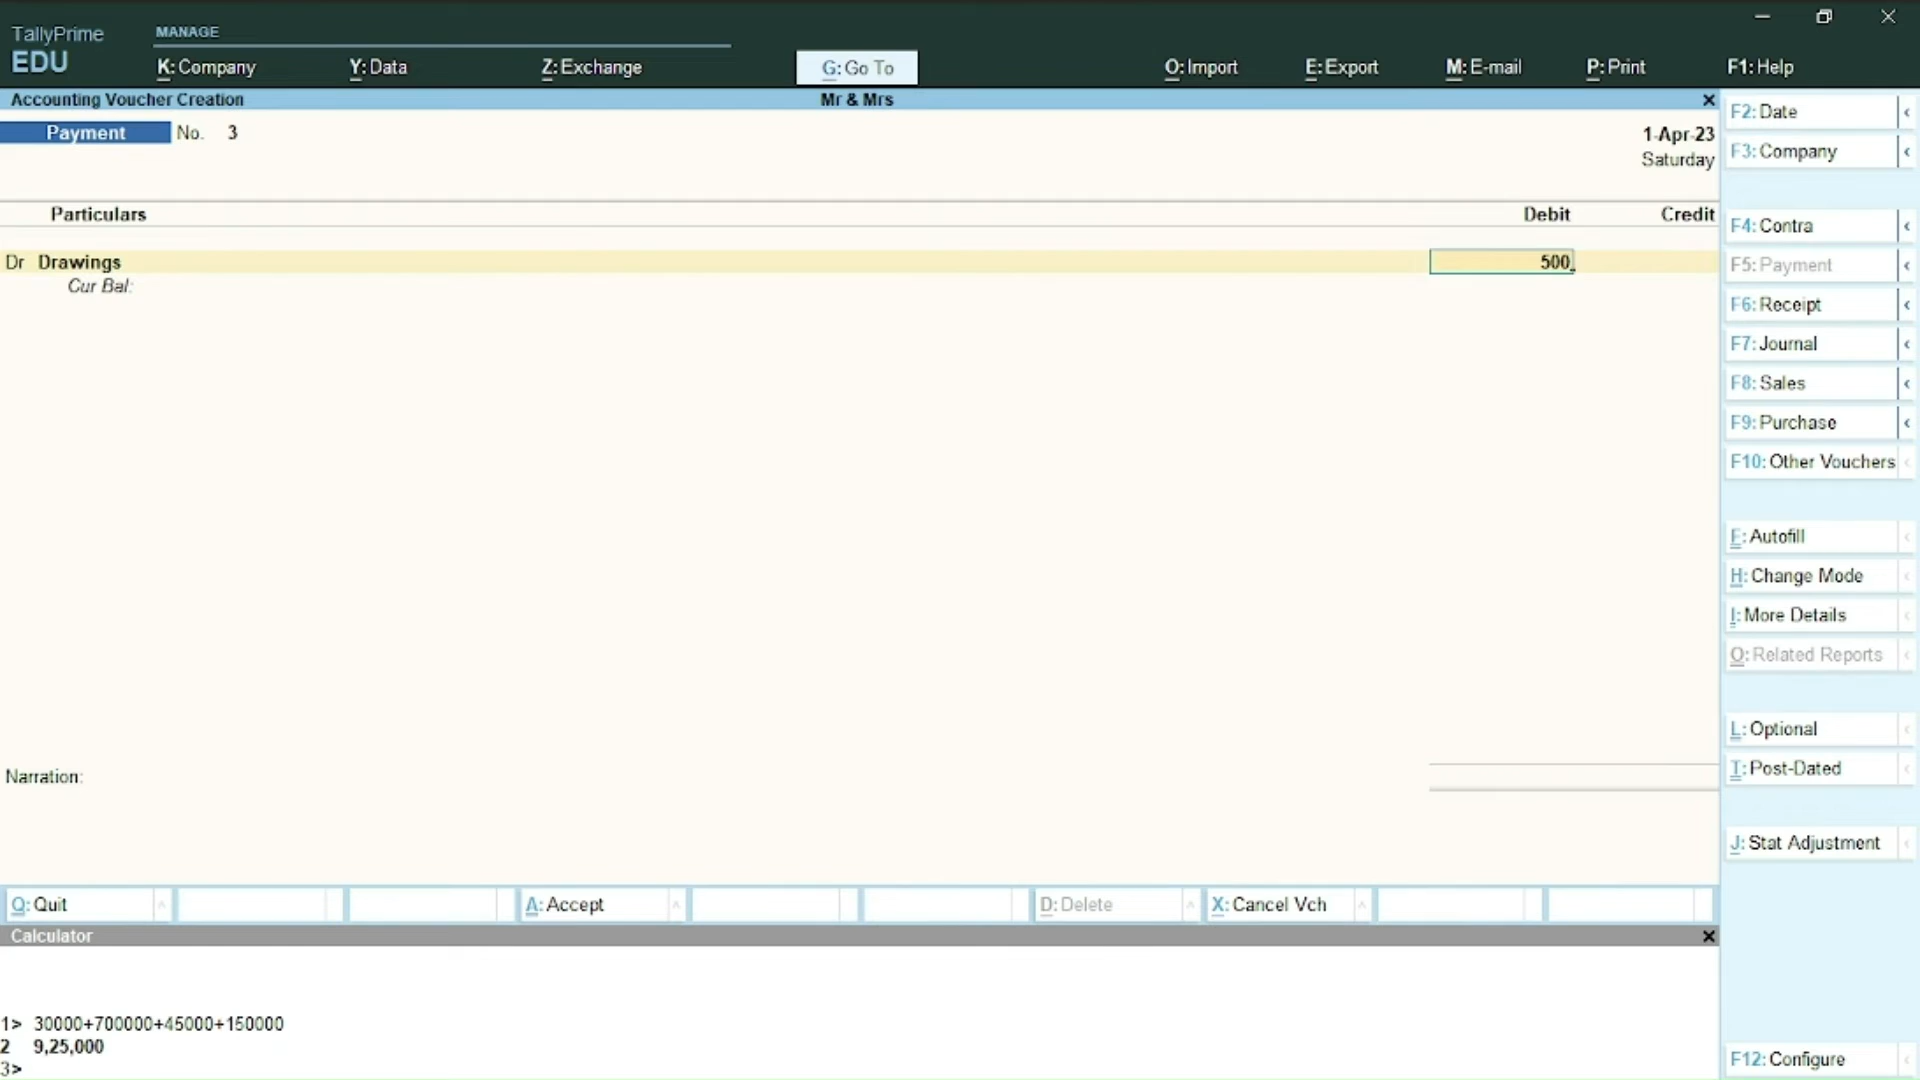 TallyPrime
EDU
MANAGE
K: Company
Y: Data
Z: Exchange
G: Go To
O: Import
E: Export
M: E-mail
P: Print
F1: Help
Accounting Voucher Creation
Mr & Mrs
Payment No. 3
1-Apr-23
Saturday
Particulars
Debit
Credit
Dr Drawings
500
Cur Bal:
Narration:
Q: Quit
A: Accept
D: Delete
X: Cancel Vch
Calculator
1> 30000+700000+45000+150000
2 9,25,000
3>
F2: Date
F3: Company
F4: Contra
F5: Payment
F6: Receipt
F7: Journal
F8: Sales
F9: Purchase
F10: Other Vouchers
F: Autofill
H: Change Mode
I: More Details
O: Related Reports
L: Optional
T: Post-Dated
J: Stat Adjustment
F12: Configure